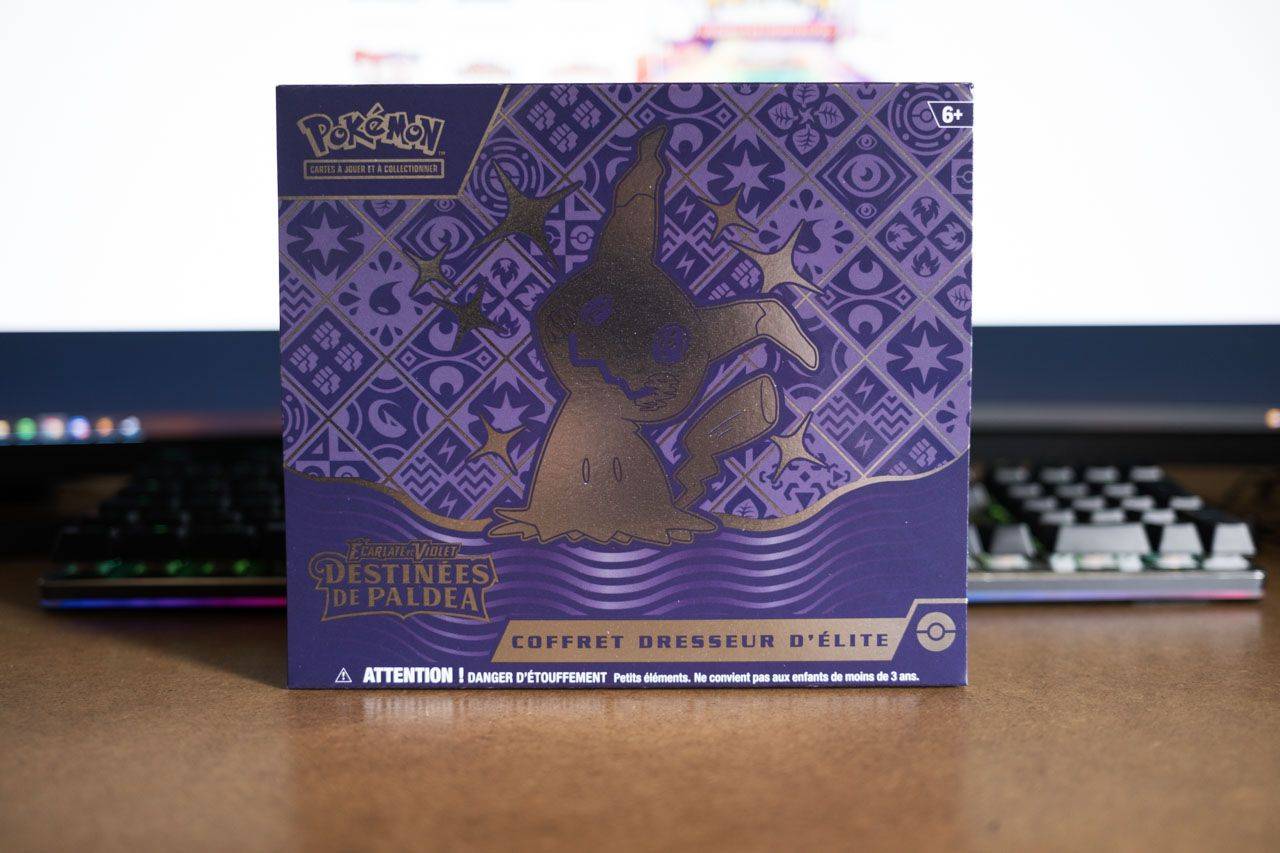 POKéMON
CARTES À JOUER ET À COLLECTIONNER
6+
ÉCARLATE ET VIOLET
DESTINÉES
DE PALDEA
COFFRET DRESSEUR D'ÉLITE
ATTENTION ! DANGER D'ÉTOUFFEMENT Petits éléments. Ne convient pas aux enfants de moins de 3 ans.